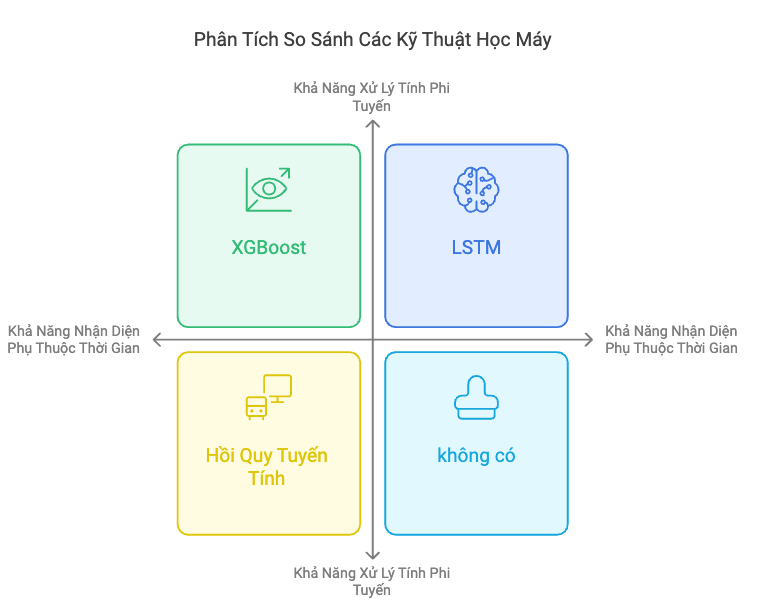 Phân Tích So Sánh Các Kỹ Thuật Học Máy
Khả Năng Xử Lý Tính Phi
Tuyến
XGBoost
LSTM
Khả Năng Nhận Diện
Phụ Thuộc Thời Gian
Khả Năng Nhận Diện
Phụ Thuộc Thời Gian
Hồi Quy Tuyến
Tính
không có
Khả Năng Xử Lý Tính Phi
Tuyến